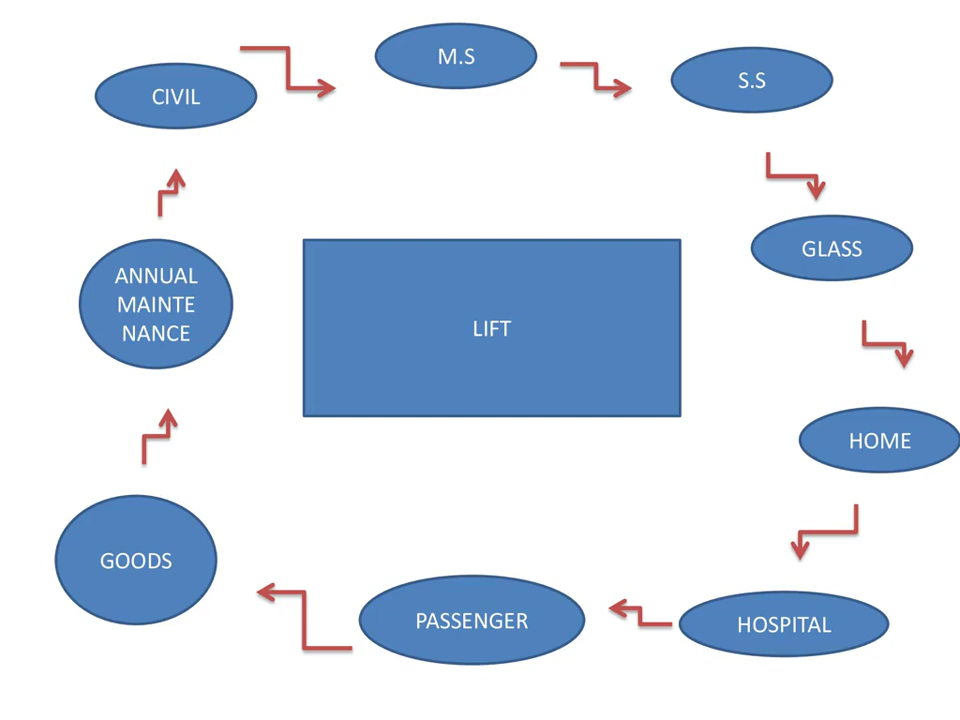 M.S
S.S
CIVIL
GLASS
ANNUAL
MAINTE
NANCE
LIFT
HOME
GOODS
PASSENGER
HOSPITAL